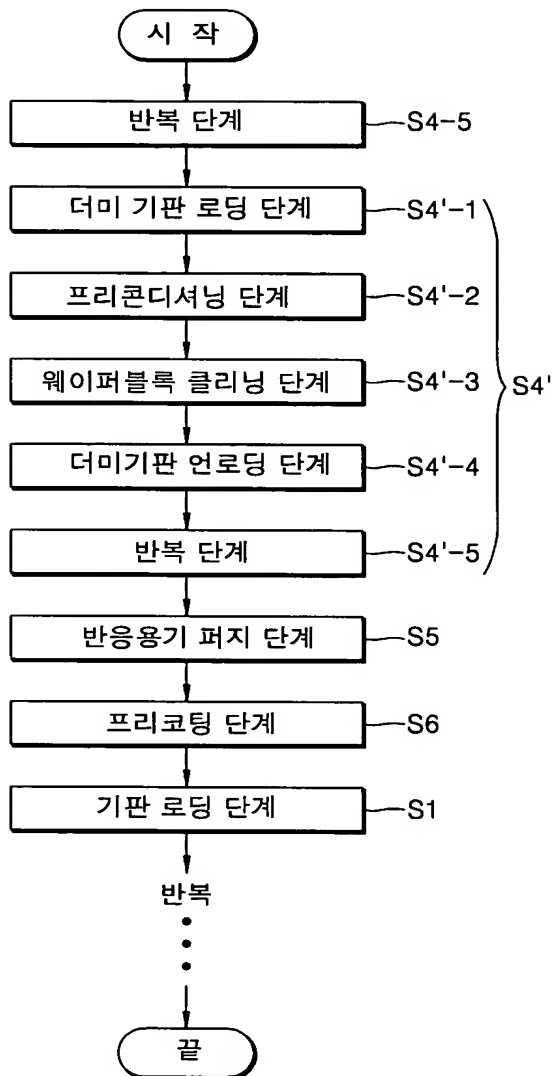 시 작
반복 단계 S4-5
더미 기판 로딩 단계 S4'-1
프리콘디셔닝 단계 S4'-2
웨이퍼블록 클리닝 단계 S4'-3
S4'
더미기판 언로딩 단계 S4'-4
반복 단계 S4'-5
반응용기 퍼지 단계 S5
프리코팅 단계 S6
기판 로딩 단계 S1
반복
끝